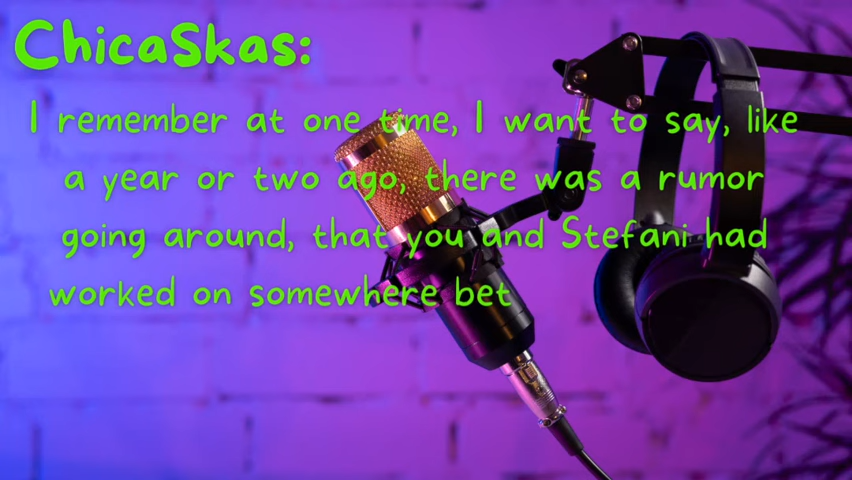 ChicaSkas:
I remember at one time, I want to say, like
a year or two ago, there was a rumor
going around, that you and Stefani had
worked on somewhere bet